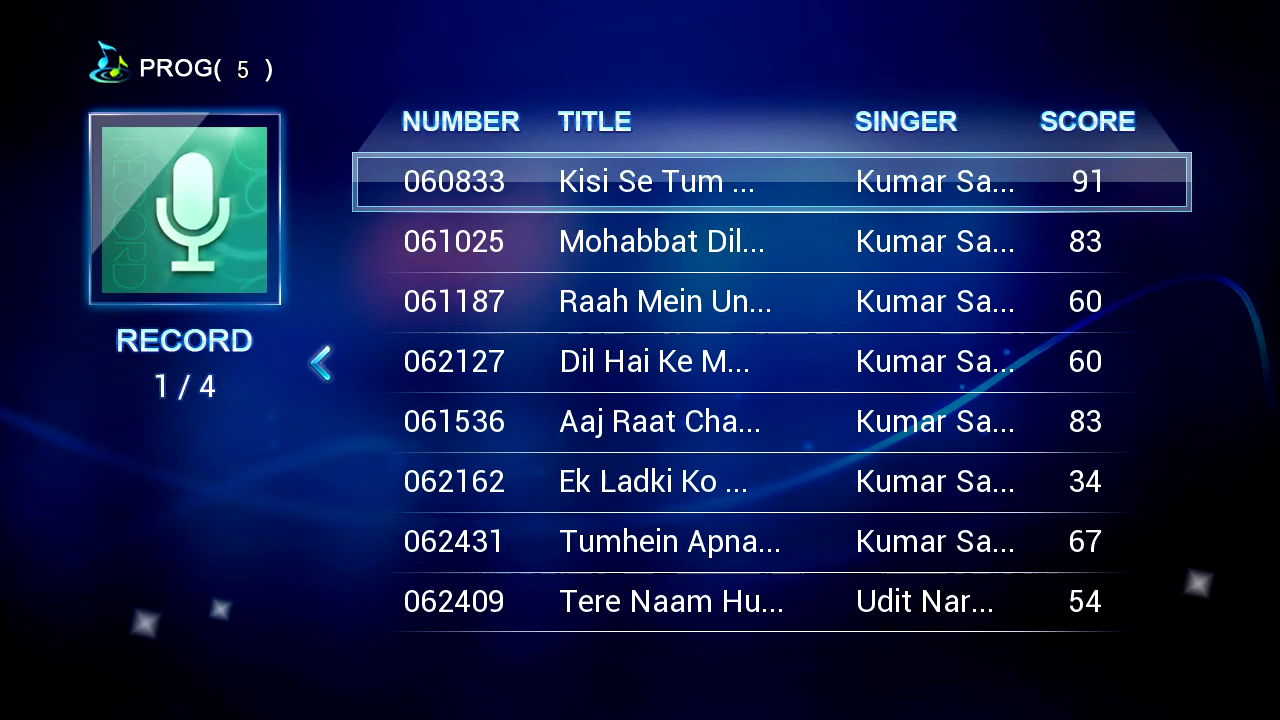 PROG( 5 )
NUMBER TITLE SINGER SCORE
060833 Kisi Se Tum ... Kumar Sa... 91
061025 Mohabbat Dil... Kumar Sa... 83
061187 Raah Mein Un... Kumar Sa... 60
062127 Dil Hai Ke M... Kumar Sa... 60
061536 Aaj Raat Cha... Kumar Sa... 83
062162 Ek Ladki Ko ... Kumar Sa... 34
062431 Tumhein Apna... Kumar Sa... 67
062409 Tere Naam Hu... Udit Nar... 54
RECORD
RECORD
RECORD
1 / 4